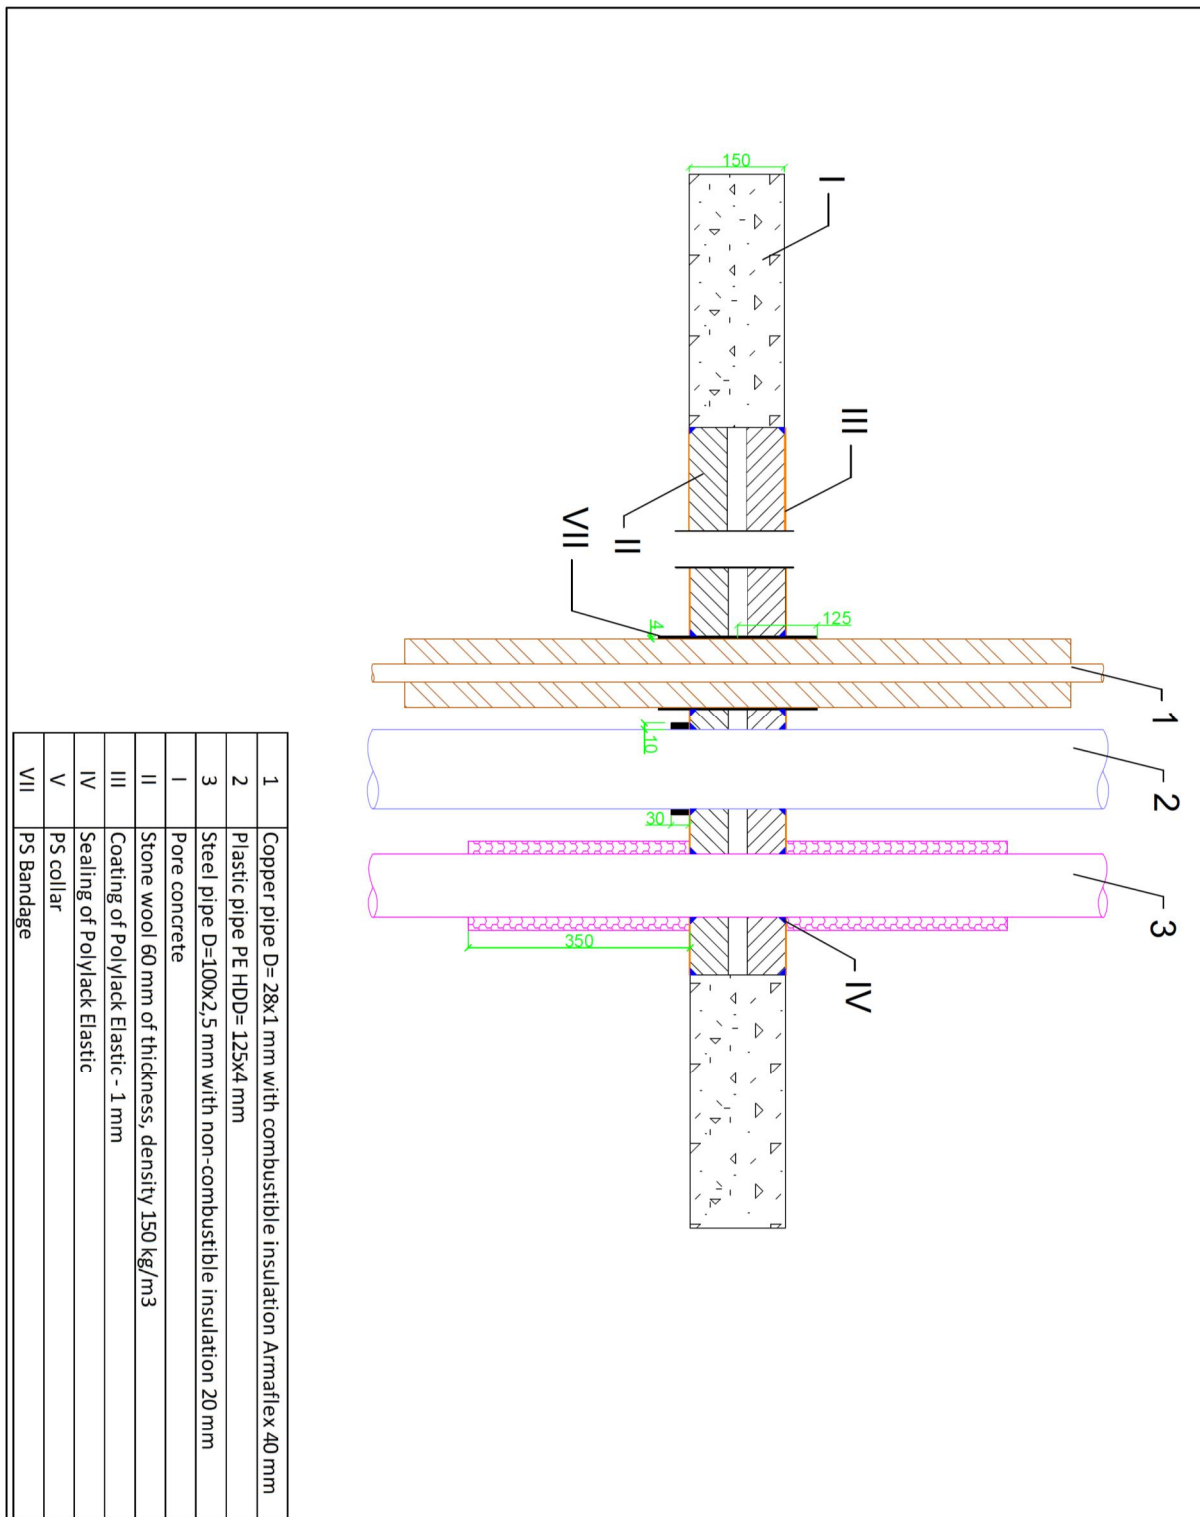 I
III
II
VII
1
2
3
IV
150
125
4
10
30
350
1 Copper pipe D= 28x1 mm with combustible insulation Armaflex 40 mm
2 Plastic pipe PE HDD= 125x4 mm
3 Steel pipe D=100x2,5 mm with non-combustible insulation 20 mm
I Pore concrete
II Stone wool 60 mm of thickness, density 150 kg/m3
III Coating of Polylack Elastic - 1 mm
IV Sealing of Polylack Elastic
V PS collar
VII PS Bandage